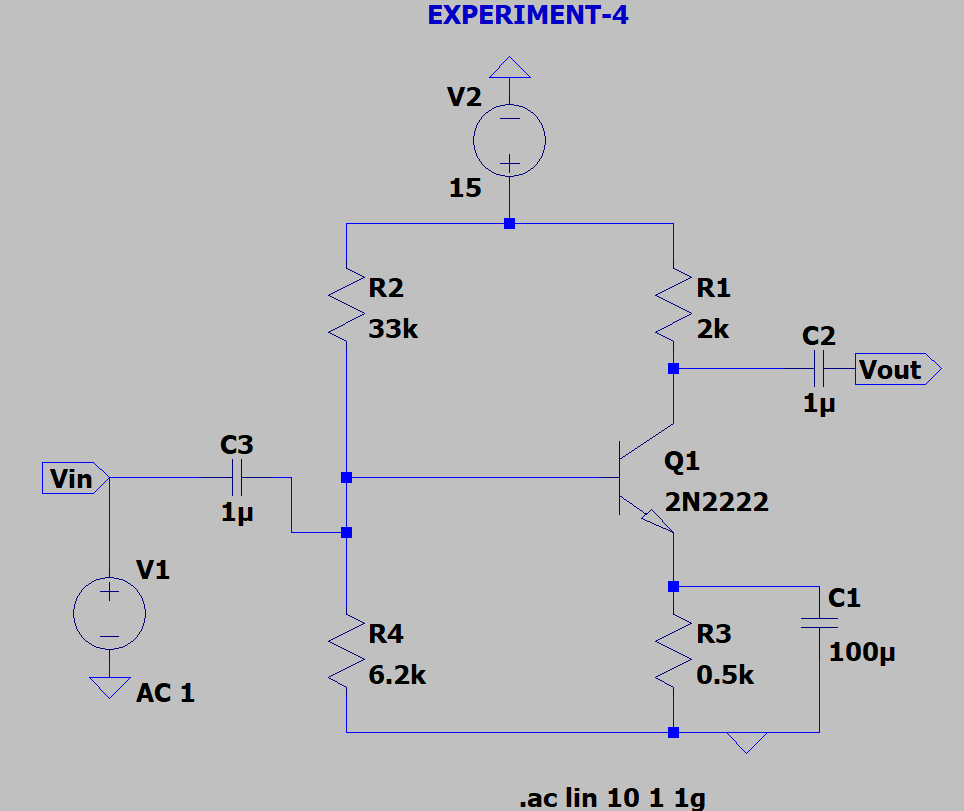 EXPERIMENT-4
V2
15
R2
33k
R1
2k
C2
Vout
1µ
C3
Vin
1µ
Q1
2N2222
V1
AC 1
R4
6.2k
R3
0.5k
C1
100µ
.ac lin 10 1 1g